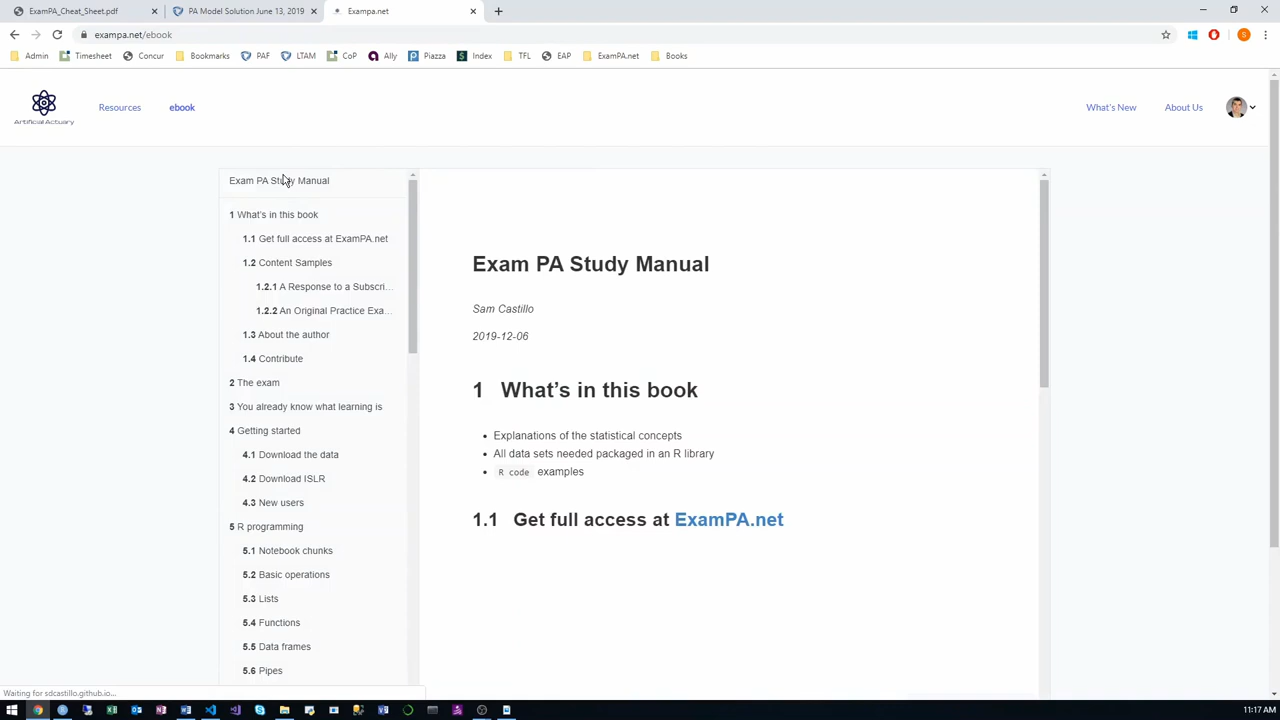 ExamPA_Cheat_Sheet.pdf
PA Model Solution June 13, 2019
Exampa.net
exampa.net/ebook
Admin Timesheet Concur Bookmarks PAF LTAM CoP Ally Piazza Index TFL EAP ExamPA.net Books
Artificial Actuary
Resources
ebook
What's New
About Us
Exam PA Study Manual
1 What's in this book
1.1 Get full access at ExamPA.net
1.2 Content Samples
1.2.1 A Response to a Subscri…
1.2.2 An Original Practice Exa…
1.3 About the author
1.4 Contribute
2 The exam
3 You already know what learning is
4 Getting started
4.1 Download the data
4.2 Download ISLR
4.3 New users
5 R programming
5.1 Notebook chunks
5.2 Basic operations
5.3 Lists
5.4 Functions
5.5 Data frames
5.6 Pipes
Exam PA Study Manual
Sam Castillo
2019-12-06
1 What's in this book
• Explanations of the statistical concepts
• All data sets needed packaged in an R library
• R code examples
1.1 Get full access at ExamPA.net
Waiting for sdcastillo.github.io...
11:17 AM